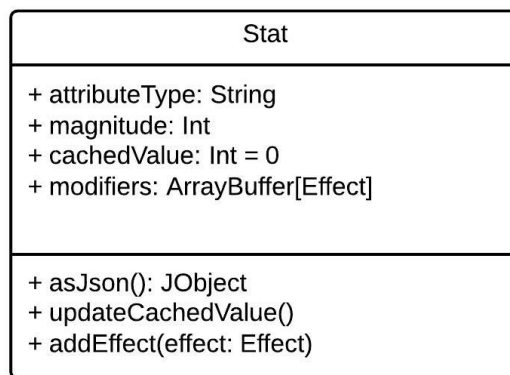 Stat
+ attributeType: String
+ magnitude: Int
+ cachedValue: Int = 0
+ modifiers: ArrayBuffer[Effect]
+ asJson(): JObject
+ updateCachedValue()
+ addEffect(effect: Effect)